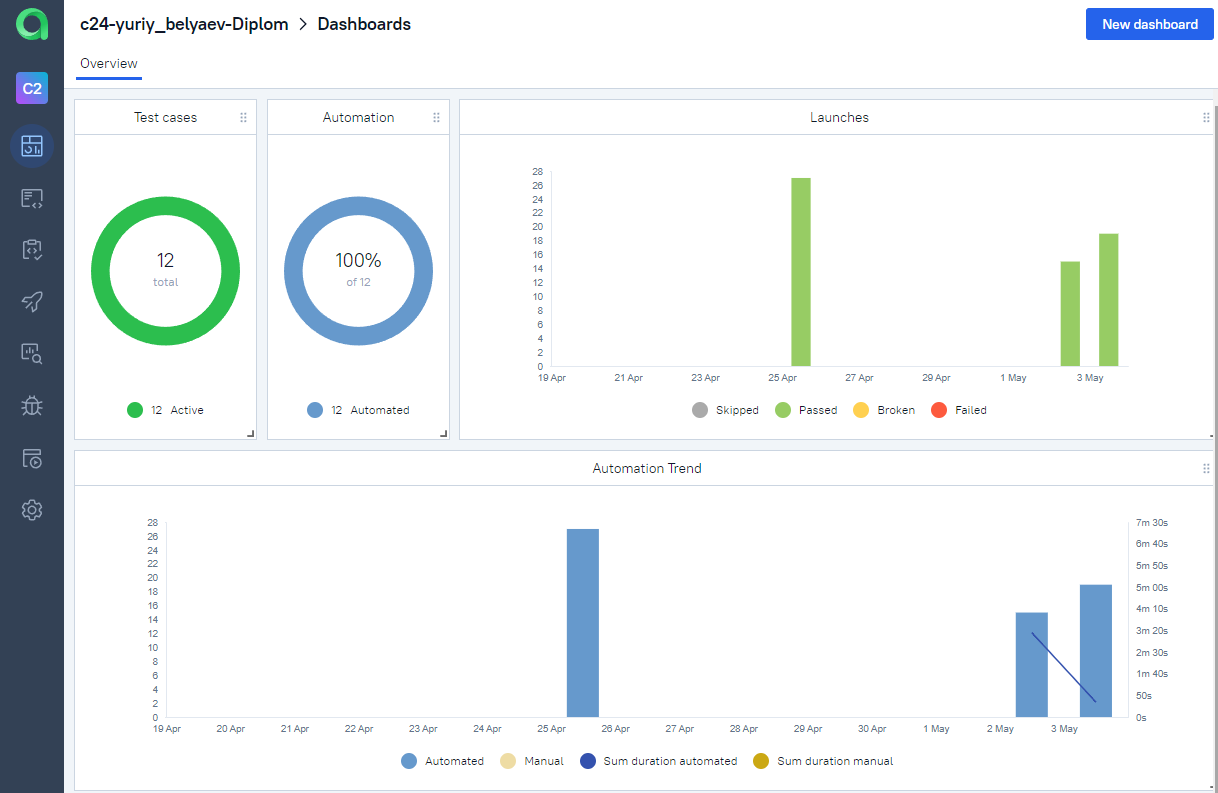 c24-yuriy_belyaev-Diplom > Dashboards
New dashboard
Overview
C2
Test cases
12
total
12 Active
Automation
100%
of 12
12 Automated
Launches
28
26
24
22
20
18
16
14
12
10
8
6
4
2
0
19 Apr 21 Apr 23 Apr 25 Apr 27 Apr 29 Apr 1 May 3 May
Skipped Passed Broken Failed
Automation Trend
28
26
24
22
20
18
16
14
12
10
8
6
4
2
0
7m 30s
6m 40s
5m 50s
5m 00s
4m 10s
3m 20s
2m 30s
1m 40s
50s
0s
19 Apr 20 Apr 21 Apr 22 Apr 23 Apr 24 Apr 25 Apr 26 Apr 27 Apr 28 Apr 29 Apr 30 Apr 1 May 2 May 3 May
Automated Manual Sum duration automated Sum duration manual